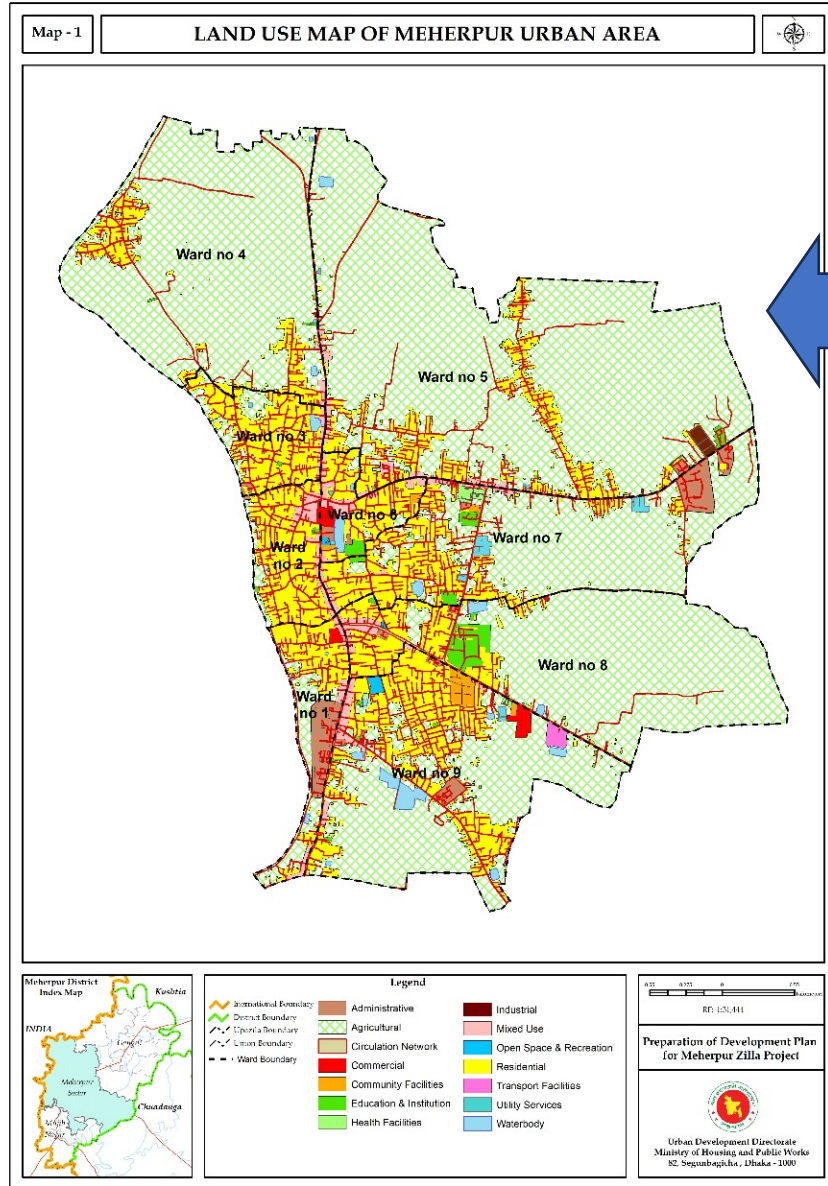 Map - 1
LAND USE MAP OF MEHERPUR URBAN AREA
Ward no 4
Ward no 5
Ward no 3
Ward no 6
Ward no 7
Ward
no 2
Ward no 8
Ward
no 1
Ward no 9
Meherpur District
Index Map
Kushtia
INDIA
Gangni
Meherpur
Sadar
Chuadanga
Mujib
Nagar
Legend
International Boundary
District Boundary
Upazila Boundary
Union Boundary
Ward Boundary
Administrative
Agricultural
Circulation Network
Commercial
Community Facilities
Education & Institution
Health Facilities
Industrial
Mixed Use
Open Space & Recreation
Residential
Transport Facilities
Utility Services
Waterbody
Preparation of Development Plan
for Meherpur Zilla Project
Urban Development Directorate
Ministry of Housing and Public Works
82, Segunbagicha , Dhaka - 1000